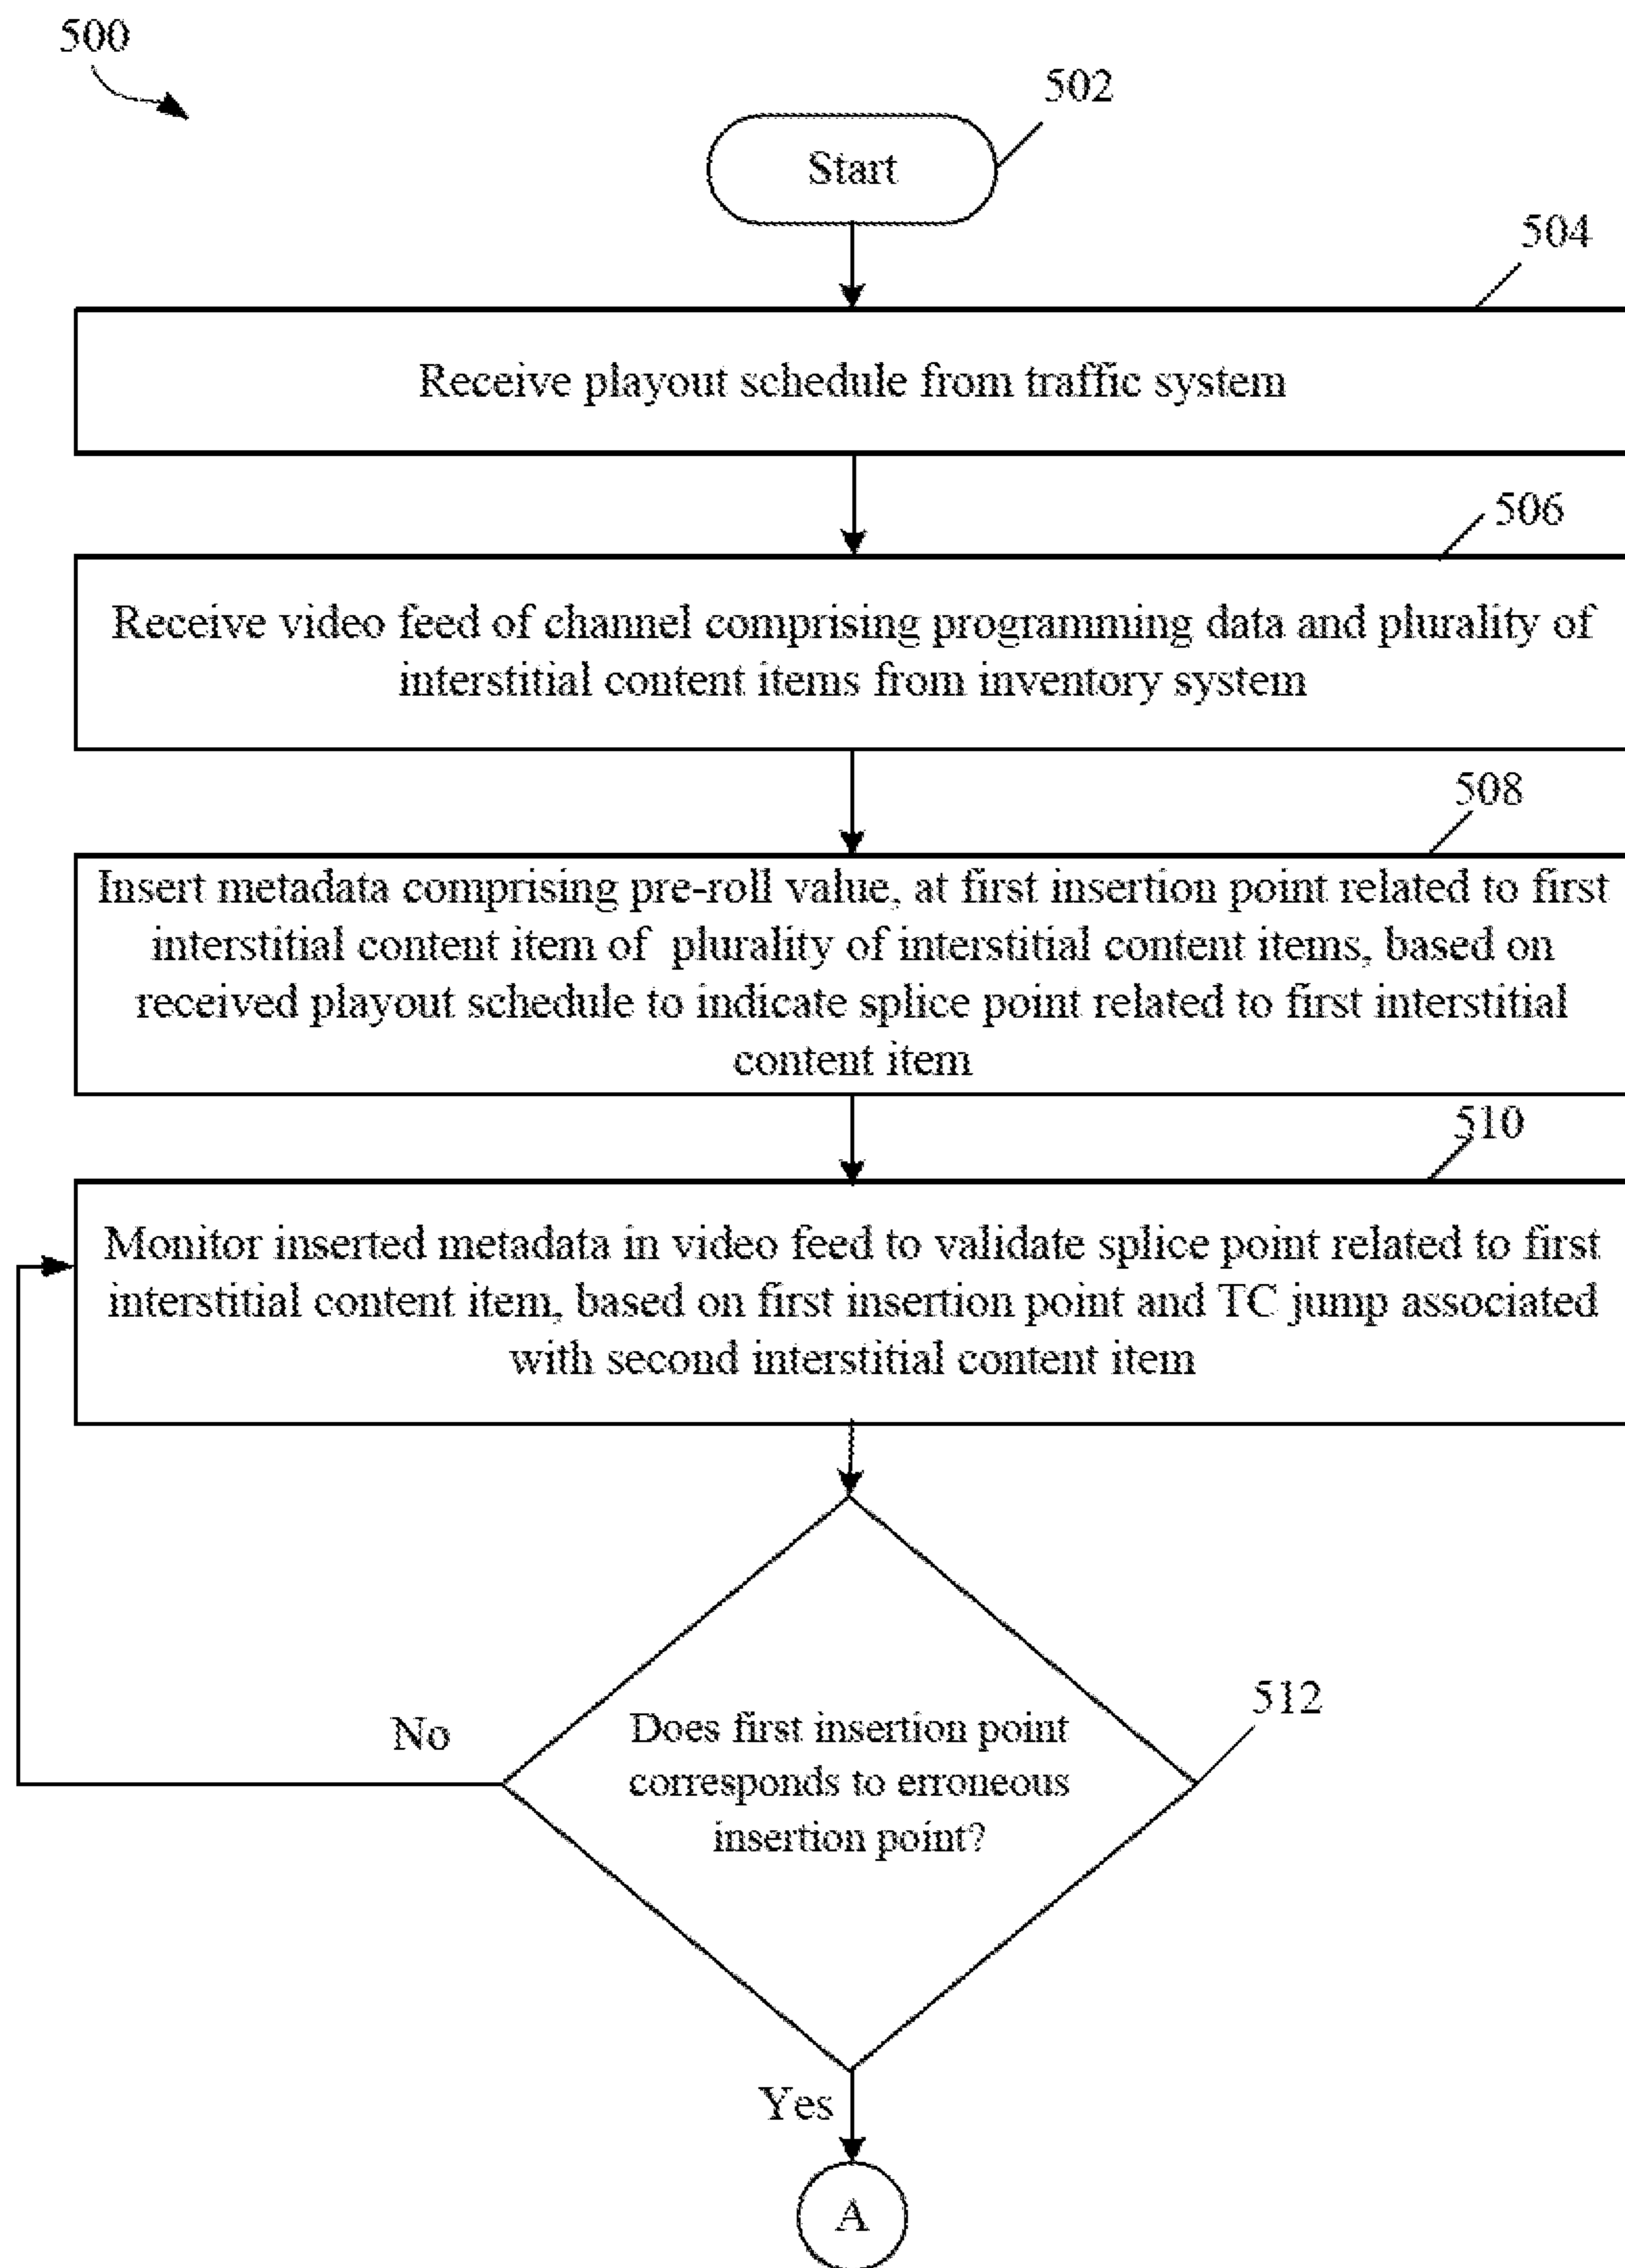 500
502
Start
504
Receive playout schedule from traffic system
506
Receive video feed of channel comprising programming data and plurality of
interstitial content items from inventory system
508
Insert metadata comprising pre-roll value, at first insertion point related to first
interstitial content item of plurality of interstitial content items, based on
received playout schedule to indicate splice point related to first interstitial
content item
510
Monitor inserted metadata in video feed to validate splice point related to first
interstitial content item, based on first insertion point and TC jump associated
with second interstitial content item
512
No
Does first insertion point
corresponds to erroneous
insertion point?
Yes
A